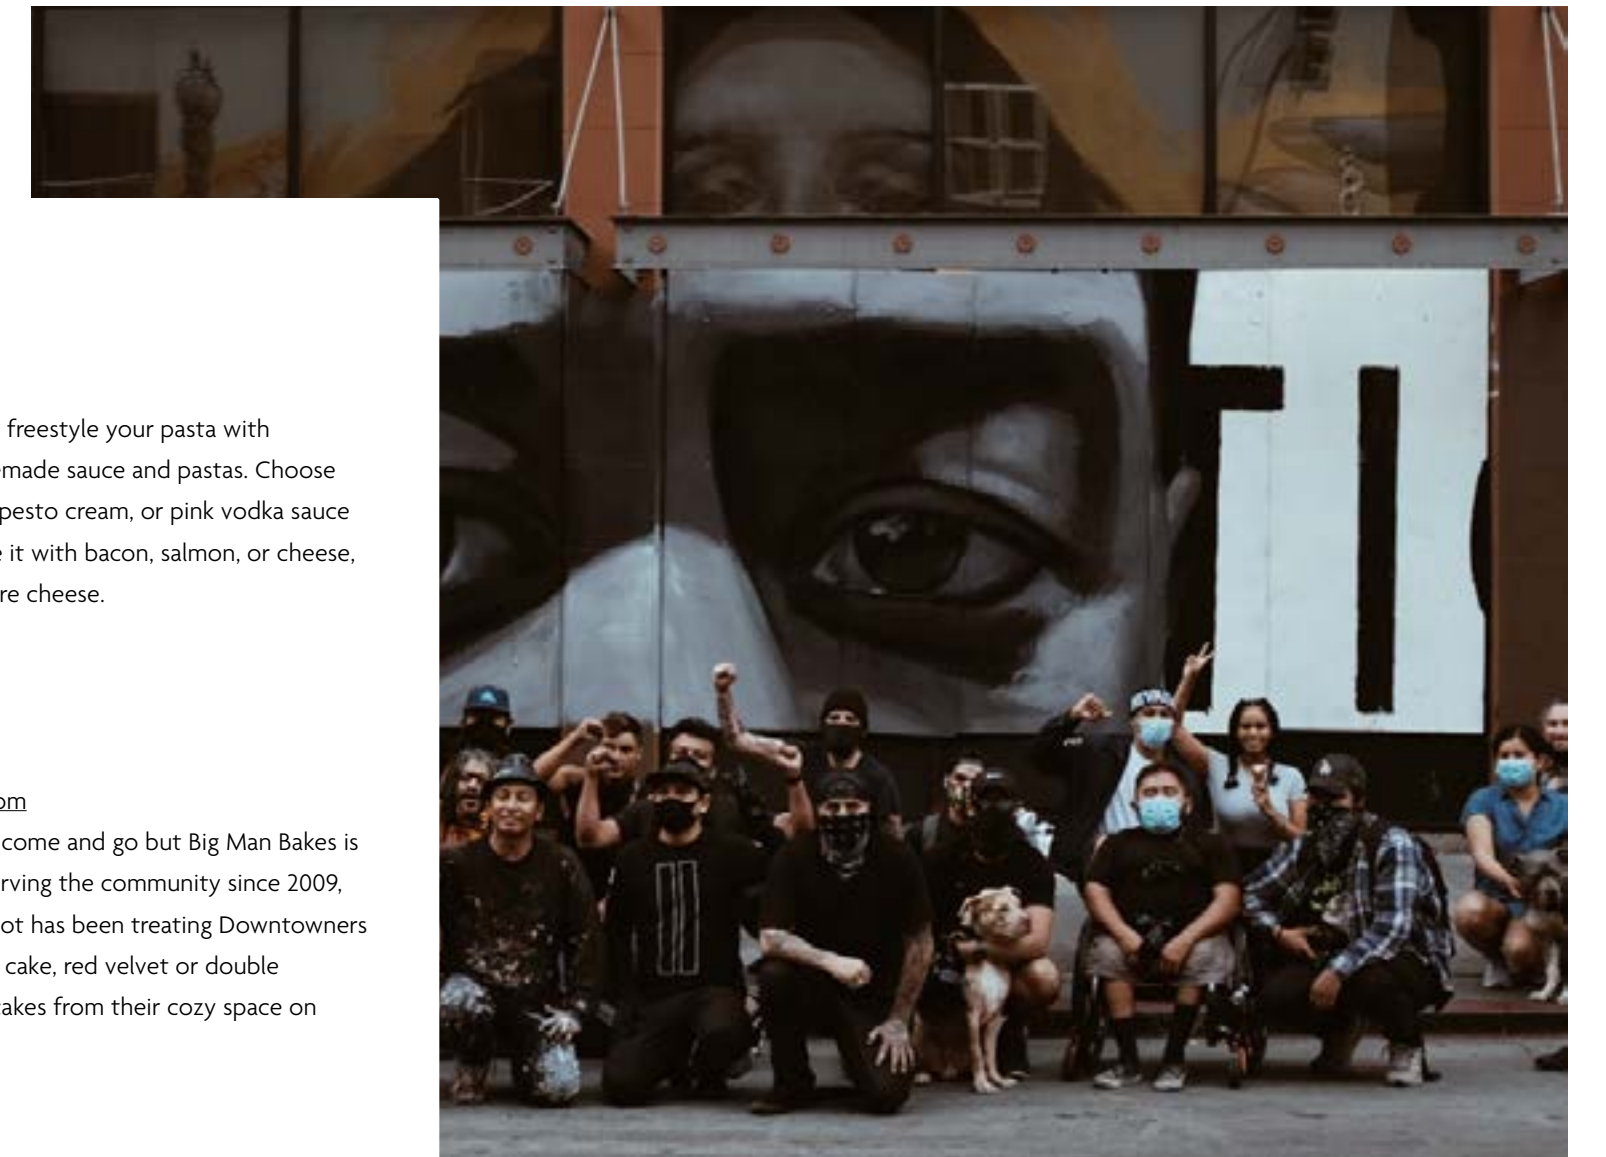 freestyle your pasta with
emade sauce and pastas. Choose
pesto cream, or pink vodka sauce
e it with bacon, salmon, or cheese,
re cheese.
om
come and go but Big Man Bakes is
rving the community since 2009,
ot has been treating Downtowners
cake, red velvet or double
cakes from their cozy space on